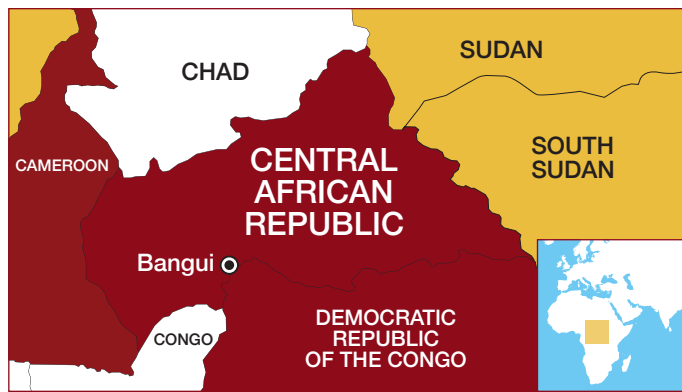 CHAD
SUDAN
CAMEROON
CENTRAL
AFRICAN
REPUBLIC
SOUTH
SUDAN
Bangui
CONGO
DEMOCRATIC
REPUBLIC
OF THE CONGO